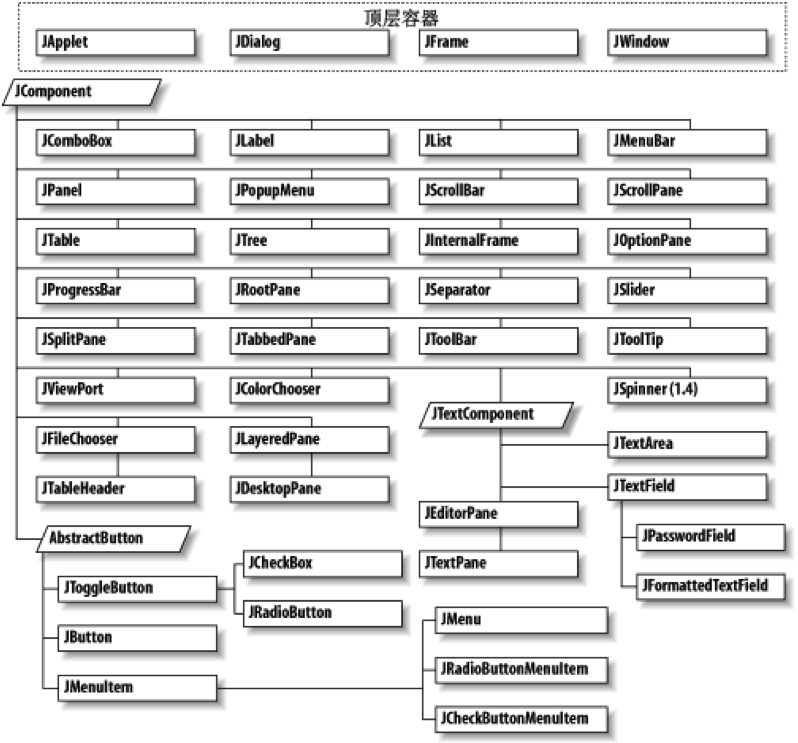 顶层容器
JApplet JDialog JFrame JWindow
JComponent
JComboBox JLabel JList JMenuBar
JPanel JPopupMenu JScrollBar JScrollPane
JTable JTree JInternalFrame JOptionPane
JProgressBar JRootPane JSeparator JSlider
JSplitPane JTabbedPane JToolBar JToolTip
JViewPort JColorChooser JSpinner (1.4)
JTextComponent
JFileChooser JLayeredPane JTextArea
JTableHeader JDesktopPane JTextField
JEditorPane
AbstractButton JPasswordField
JCheckBox JTextPane
JToggleButton JFormattedTextField
JRadioButton
JMenu
JButton
JRadioButtonMenuItem
JMenuItem
JCheckButtonMenuItem